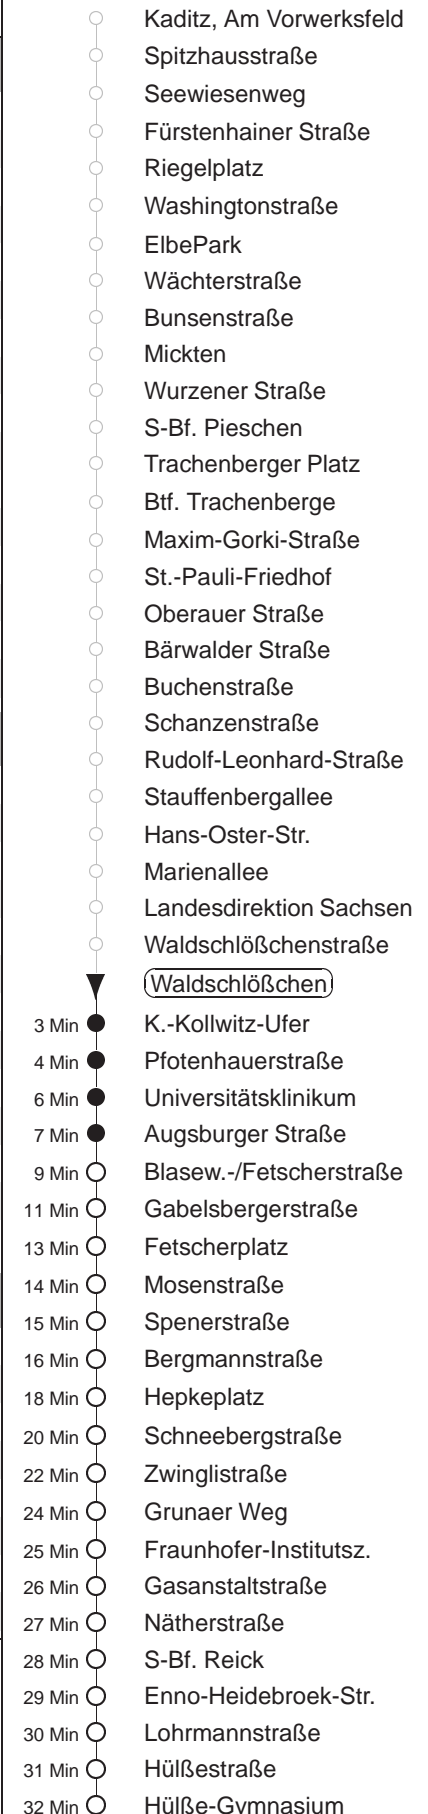 Kaditz, Am Vorwerksfeld
Spitzhausstraße
Seewiesenweg
Fürstenhainer Straße
Riegelplatz
Washingtonstraße
ElbePark
Wächterstraße
Bunsenstraße
Mickten
Wurzener Straße
S-Bf. Pieschen
Trachenberger Platz
Btf. Trachenberge
Maxim-Gorki-Straße
St.-Pauli-Friedhof
Oberauer Straße
Bärwalder Straße
Buchenstraße
Schanzenstraße
Rudolf-Leonhard-Straße
Stauffenbergallee
Hans-Oster-Str.
Marienallee
Landesdirektion Sachsen
Waldschlößchenstraße
Waldschlößchen
3 Min K.-Kollwitz-Ufer
4 Min Pfotenhauerstraße
6 Min Universitätsklinikum
7 Min Augsburger Straße
9 Min Blasew.-/Fetscherstraße
11 Min Gabelsbergerstraße
13 Min Fetscherplatz
14 Min Mosenstraße
15 Min Spenerstraße
16 Min Bergmannstraße
18 Min Hepkeplatz
20 Min Schneebergstraße
22 Min Zwinglistraße
24 Min Grunaer Weg
25 Min Fraunhofer-Institutsz.
26 Min Gasanstaltstraße
27 Min Nätherstraße
28 Min S-Bf. Reick
29 Min Enno-Heidebroek-Str.
30 Min Lohrmannstraße
31 Min Hülßestraße
32 Min Hülße-Gymnasium